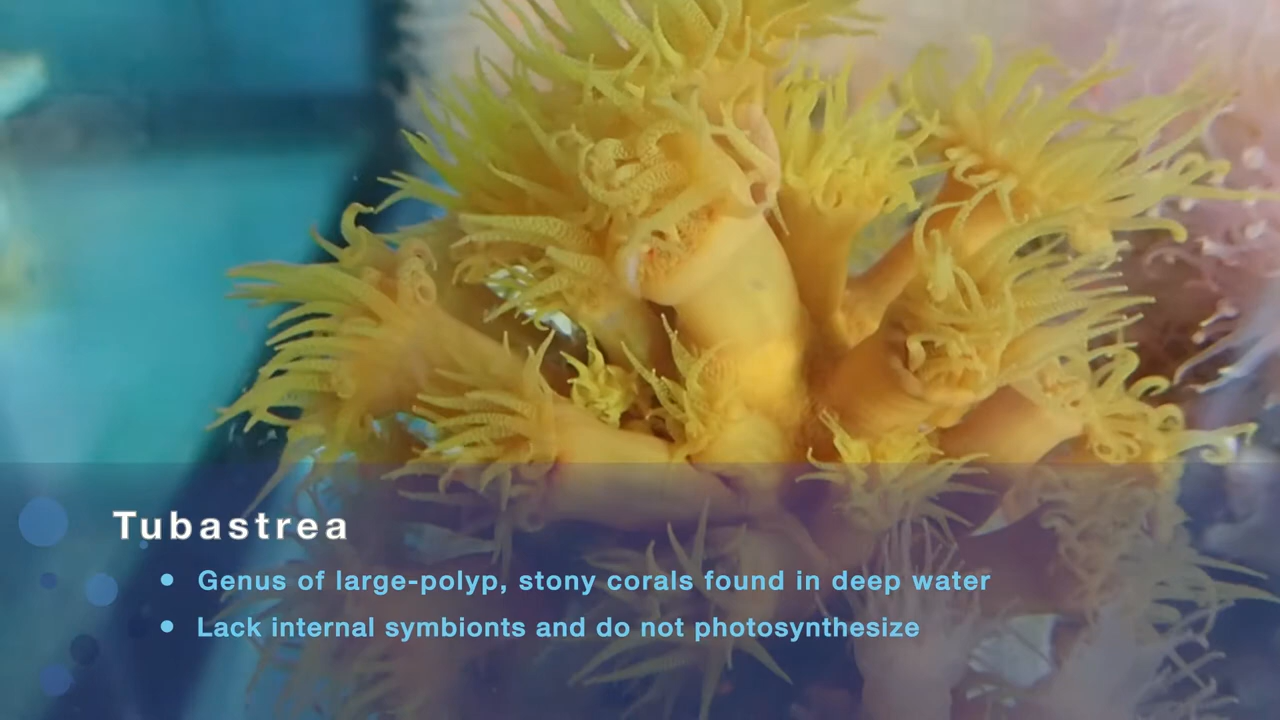 Tubastrea
• Genus of large-polyp, stony corals found in deep water
• Lack internal symbionts and do not photosynthesize